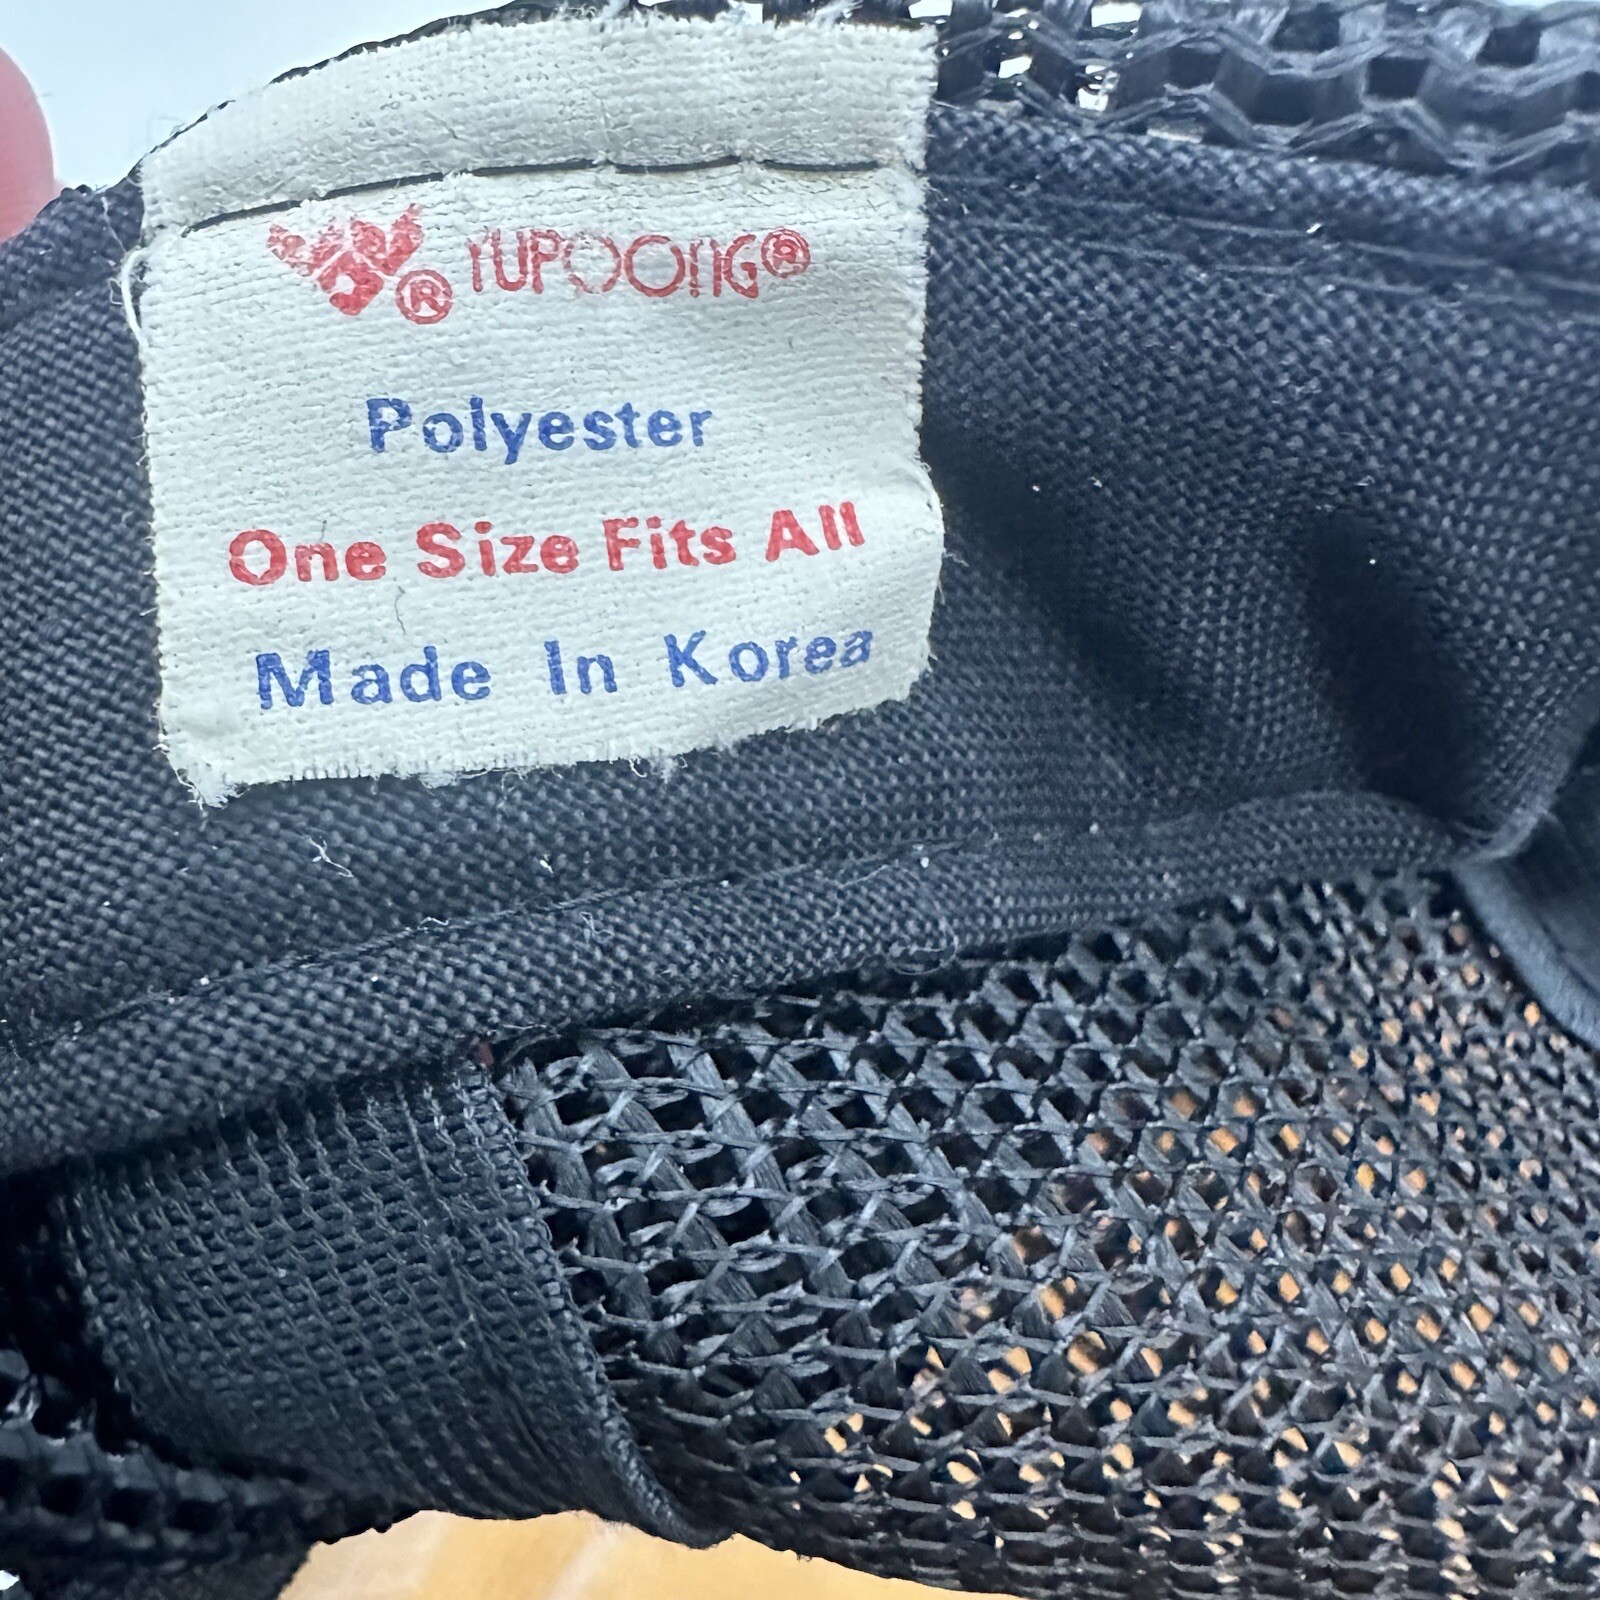 ® YUPOONG®
Polyester
One Size Fits All
Made In Korea